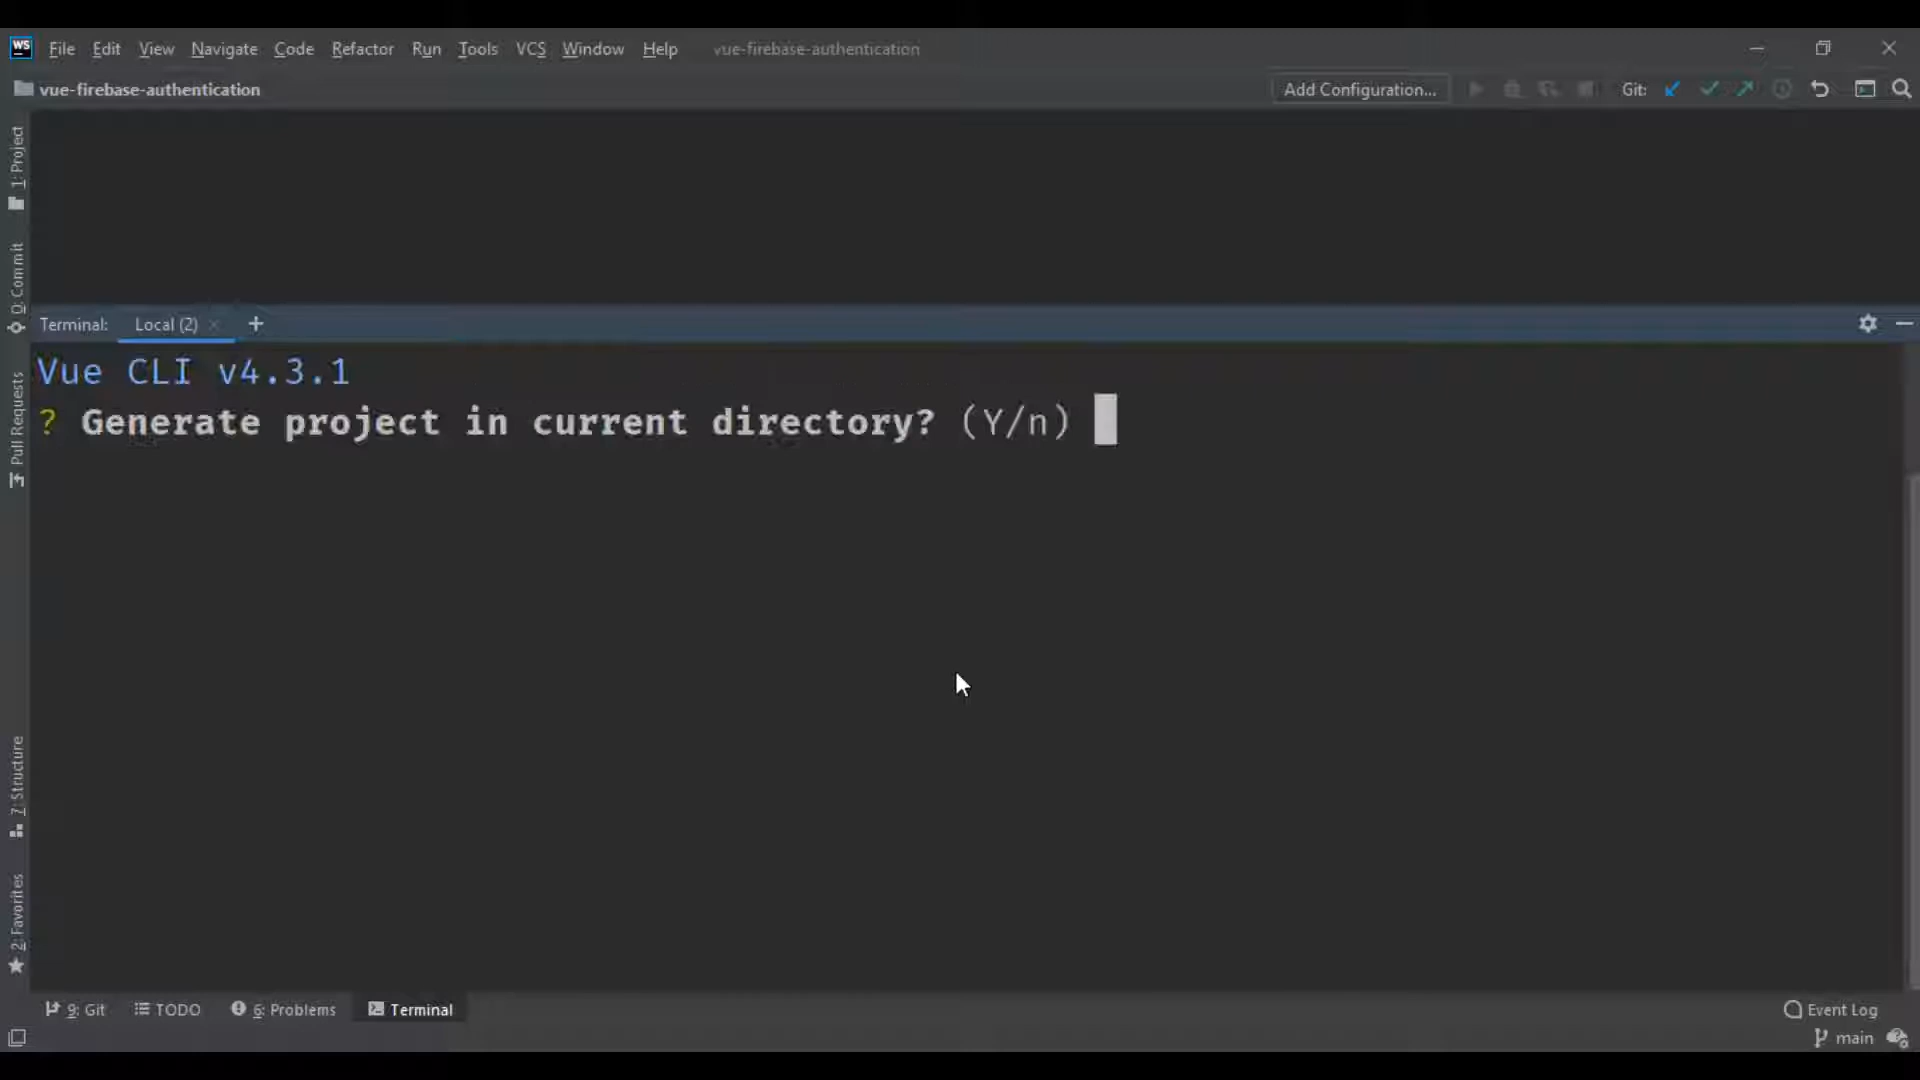 WS File Edit View Navigate Code Refactor Run Tools VCS Window Help vue-firebase-authentication
vue-firebase-authentication Add Configuration... Git:
1: Project
0: Commit
Pull Requests
7: Structure
2: Favorites
Terminal: Local (2)
Vue CLI v4.3.1
? Generate project in current directory? (Y/n)
9: Git TODO 6: Problems Terminal Event Log
main